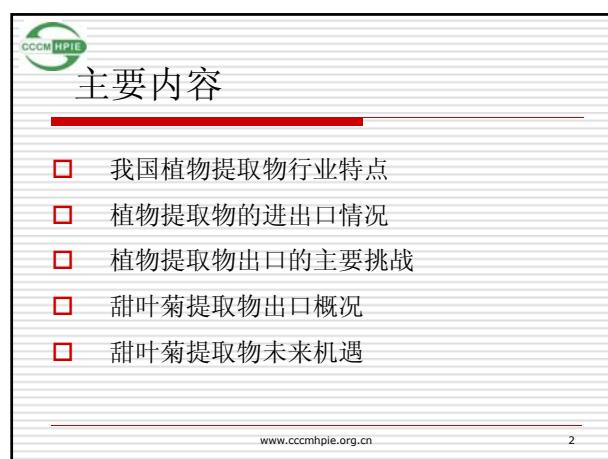 CCCM HPIE
主要内容
我国植物提取物行业特点
植物提取物的进出口情况
植物提取物出口的主要挑战
甜叶菊提取物出口概况
甜叶菊提取物未来机遇
www.cccmhpie.org.cn 2